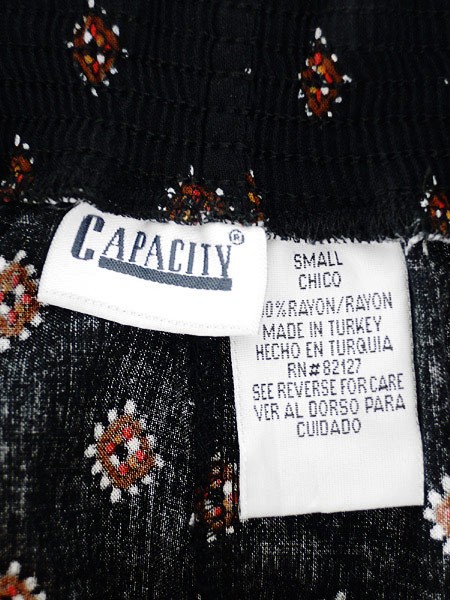 CAPACITY®
SMALL
CHICO
0%RAYON/RAYON
MADE IN TURKEY
HECHO EN TURQUIA
RN#82127
SEE REVERSE FOR CARE
VER AL DORSO PARA
CUIDADO